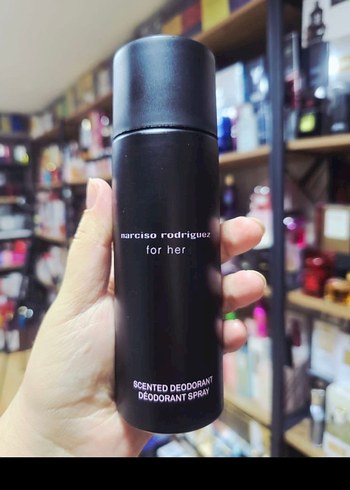 narciso rodriguez
for her
SCENTED DEODORANT
DÉODORANT SPRAY